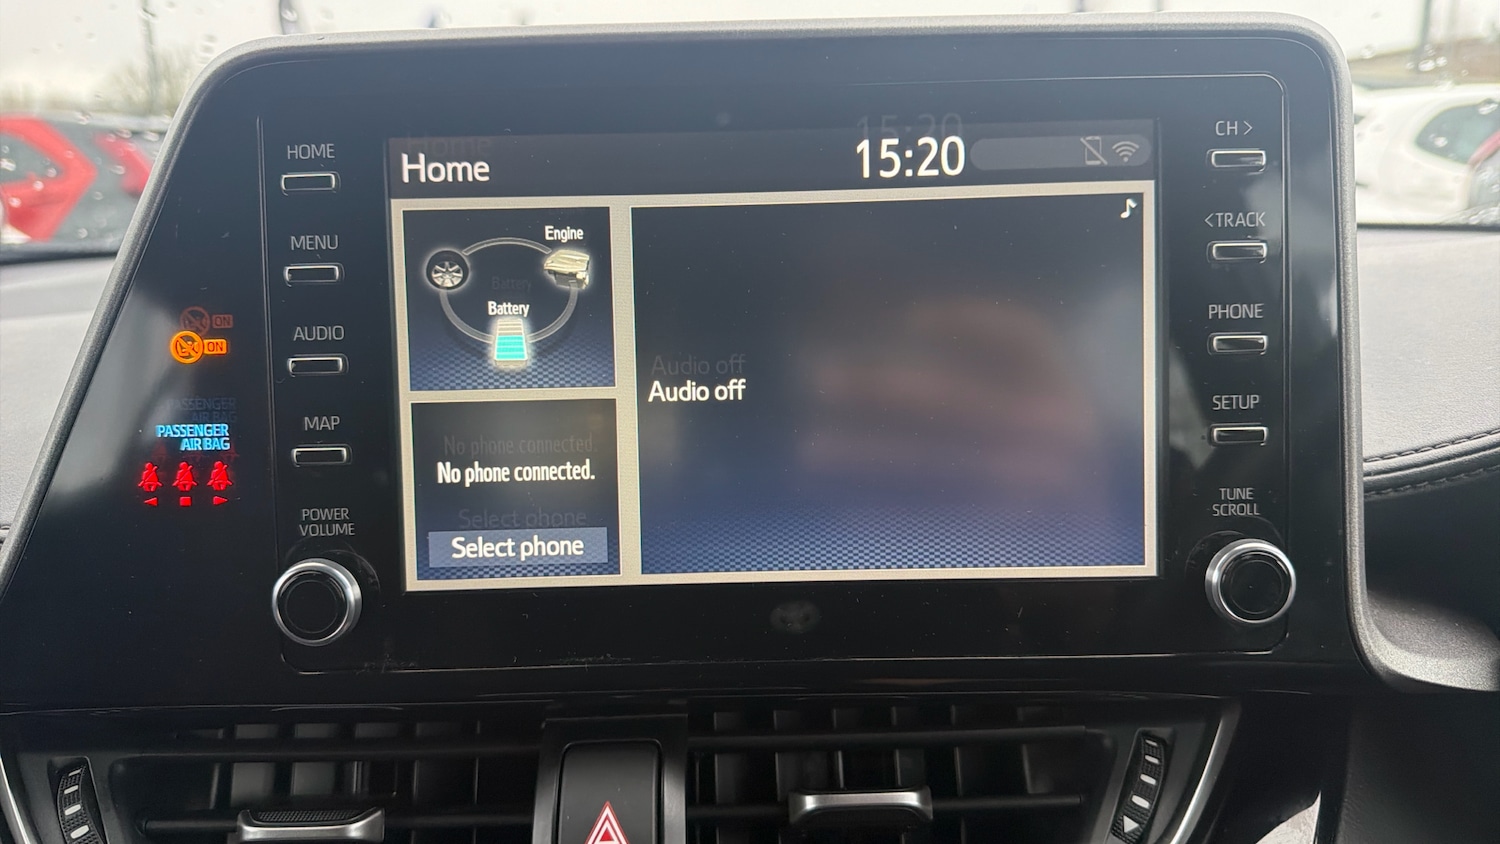 HOME
MENU
AUDIO
MAP
POWER
VOLUME
ON
PASSENGER
AIR BAG
Home
15:20
Engine
Battery
No phone connected.
Select phone
Audio off
CH >
< TRACK
PHONE
SETUP
TUNE
SCROLL